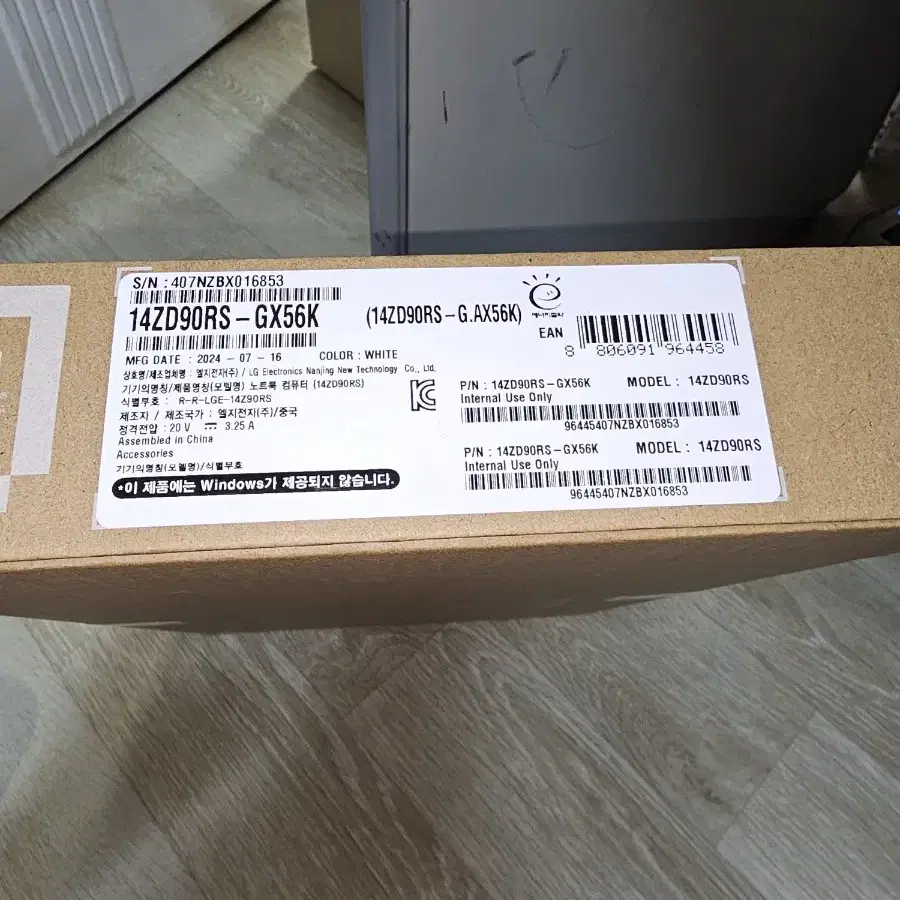 S/N : 407NZBX016853
14ZD90RS-GX56K (14ZD90RS-G.AX56K)
에너지절약
EAN
8 806091 964458
MFG DATE : 2024 - 07 - 16 COLOR : WHITE
상호명/제조업체명 : 엘지전자(주) / LG Electronics Nanjing New Technology Co., Ltd.
기기의명칭/제품명칭(모델명) 노트북 컴퓨터 (14ZD90RS)
식별부호 : R-R-LGE-14Z90RS
제조자 / 제조국가 : 엘지전자(주)/중국
정격전압 : 20 V ⎓ 3.25 A
Assembled in China
Accessories
기기의명칭(모델명)/식별부호
*이 제품에는 Windows가 제공되지 않습니다.
P/N : 14ZD90RS-GX56K MODEL : 14ZD90RS
Internal Use Only
96445407NZBX016853
P/N : 14ZD90RS-GX56K MODEL : 14ZD90RS
Internal Use Only
96445407NZBX016853